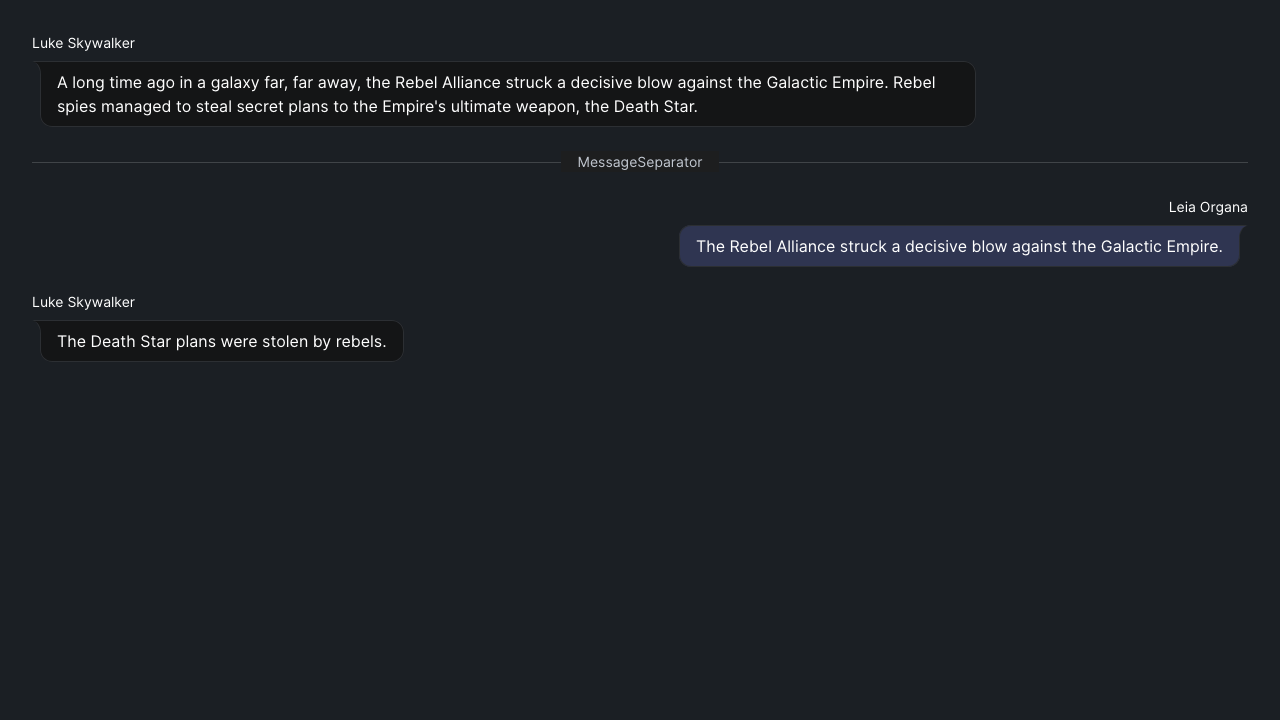 Luke Skywalker
A long time ago in a galaxy far, far away, the Rebel Alliance struck a decisive blow against the Galactic Empire. Rebel
spies managed to steal secret plans to the Empire's ultimate weapon, the Death Star.
MessageSeparator
Leia Organa
The Rebel Alliance struck a decisive blow against the Galactic Empire.
Luke Skywalker
The Death Star plans were stolen by rebels.